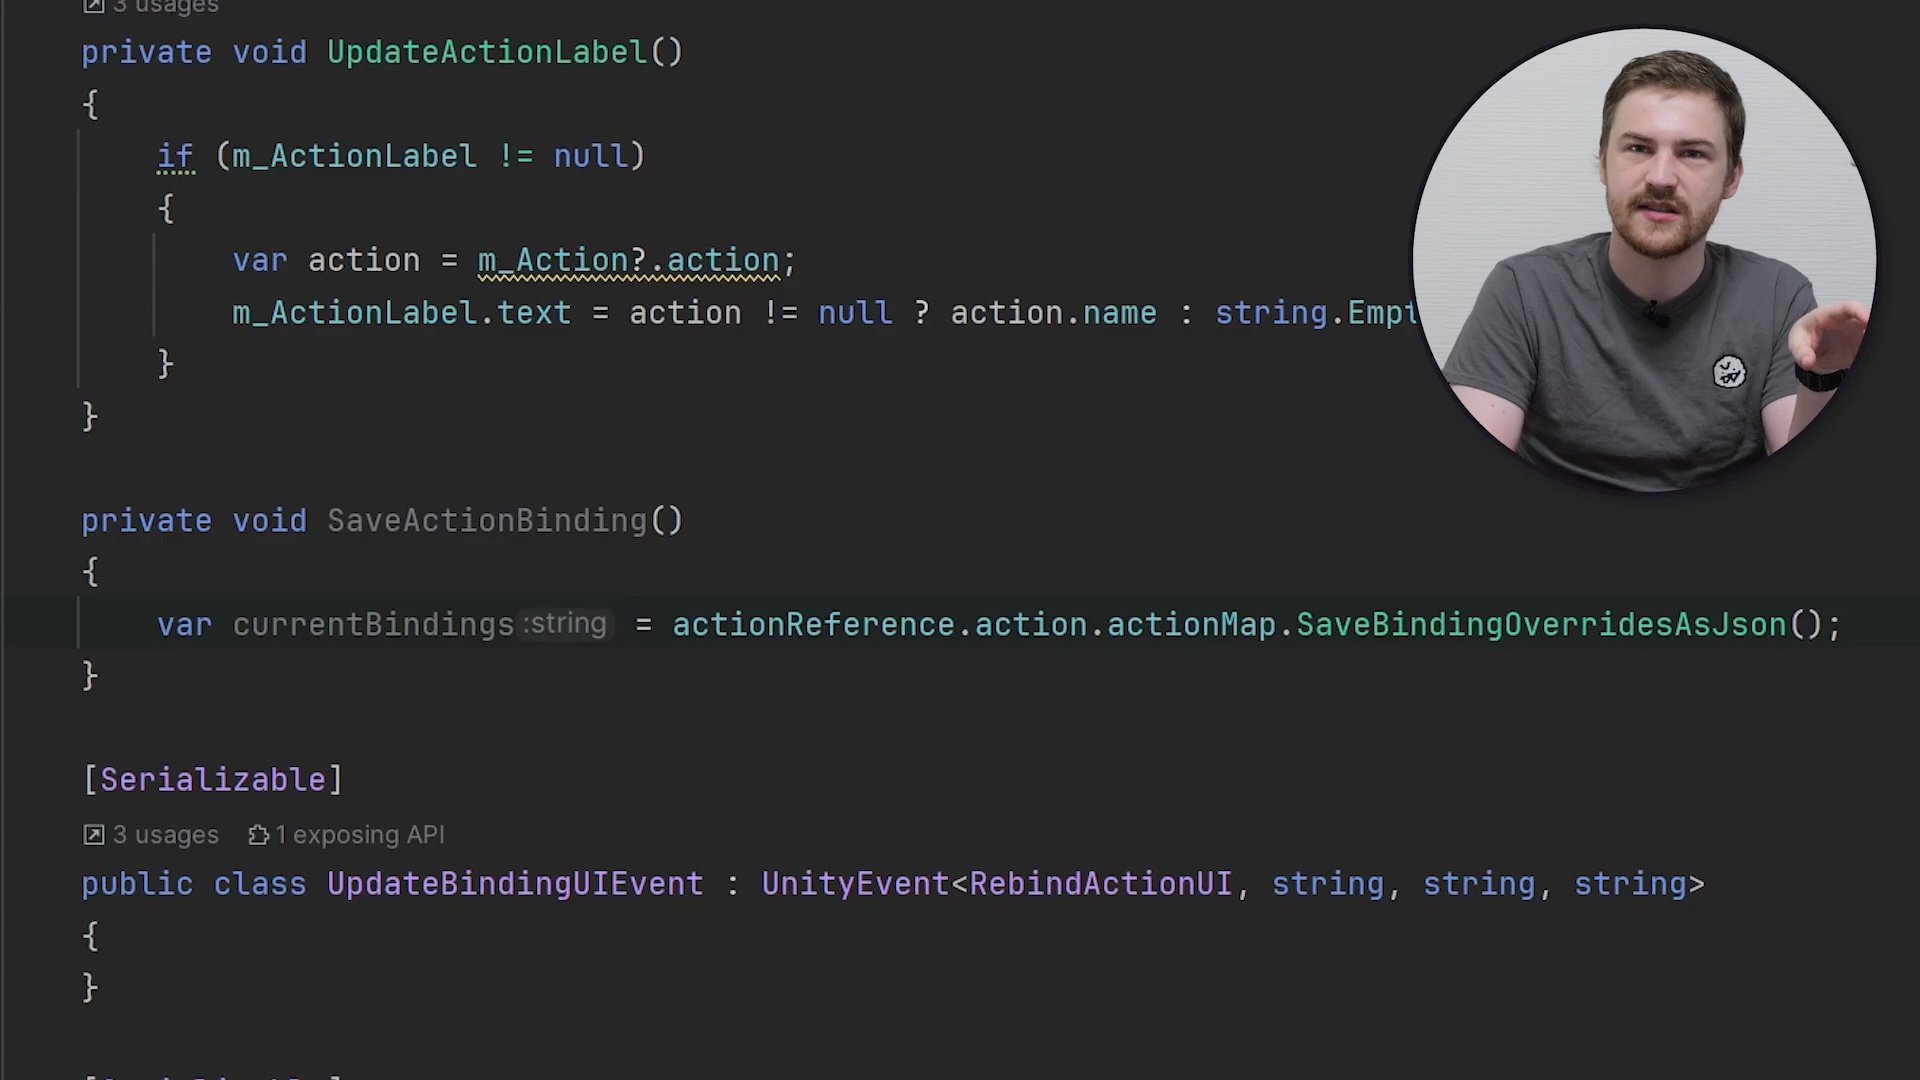 3 usages
private void UpdateActionLabel()
{
if (m_ActionLabel != null)
{
var action = m_Action?.action;
m_ActionLabel.text = action != null ? action.name : string.Empt
}
}
private void SaveActionBinding()
{
var currentBindings :string = actionReference.action.actionMap.SaveBindingOverridesAsJson();
}
[Serializable]
3 usages 1 exposing API
public class UpdateBindingUIEvent : UnityEvent<RebindActionUI, string, string, string>
{
}